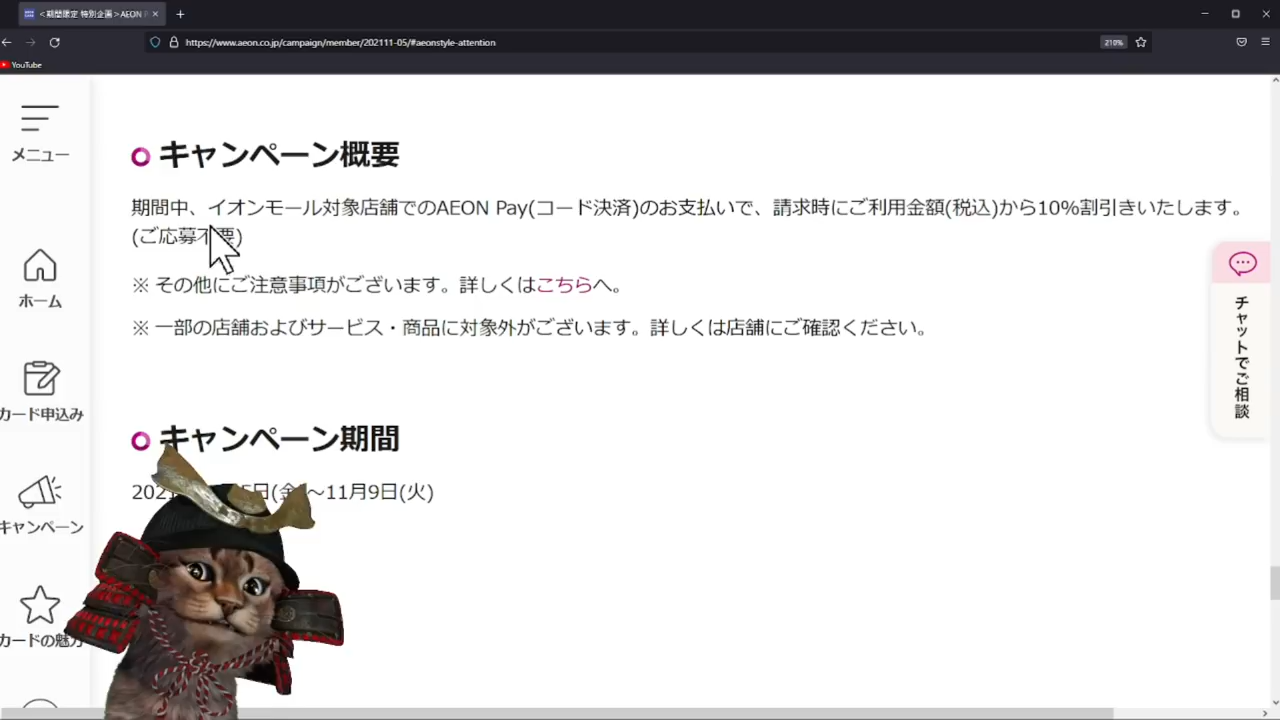 <期間限定 特別企画>AEON P
https://www.aeon.co.jp/campaign/member/202111-05/#aeonstyle-attention
210%
YouTube
メニュー
ホーム
カード申込み
キャンペーン
カードの魅力
キャンペーン概要
期間中、イオンモール対象店舗でのAEON Pay(コード決済)のお支払いで、請求時にご利用金額(税込)から10%割引きいたします。
(ご応募不要)
※ その他にご注意事項がございます。詳しくはこちらへ。
※ 一部の店舗およびサービス・商品に対象外がございます。詳しくは店舗にご確認ください。
キャンペーン期間
2021 5日(金)～11月9日(火)
チャットでご相談